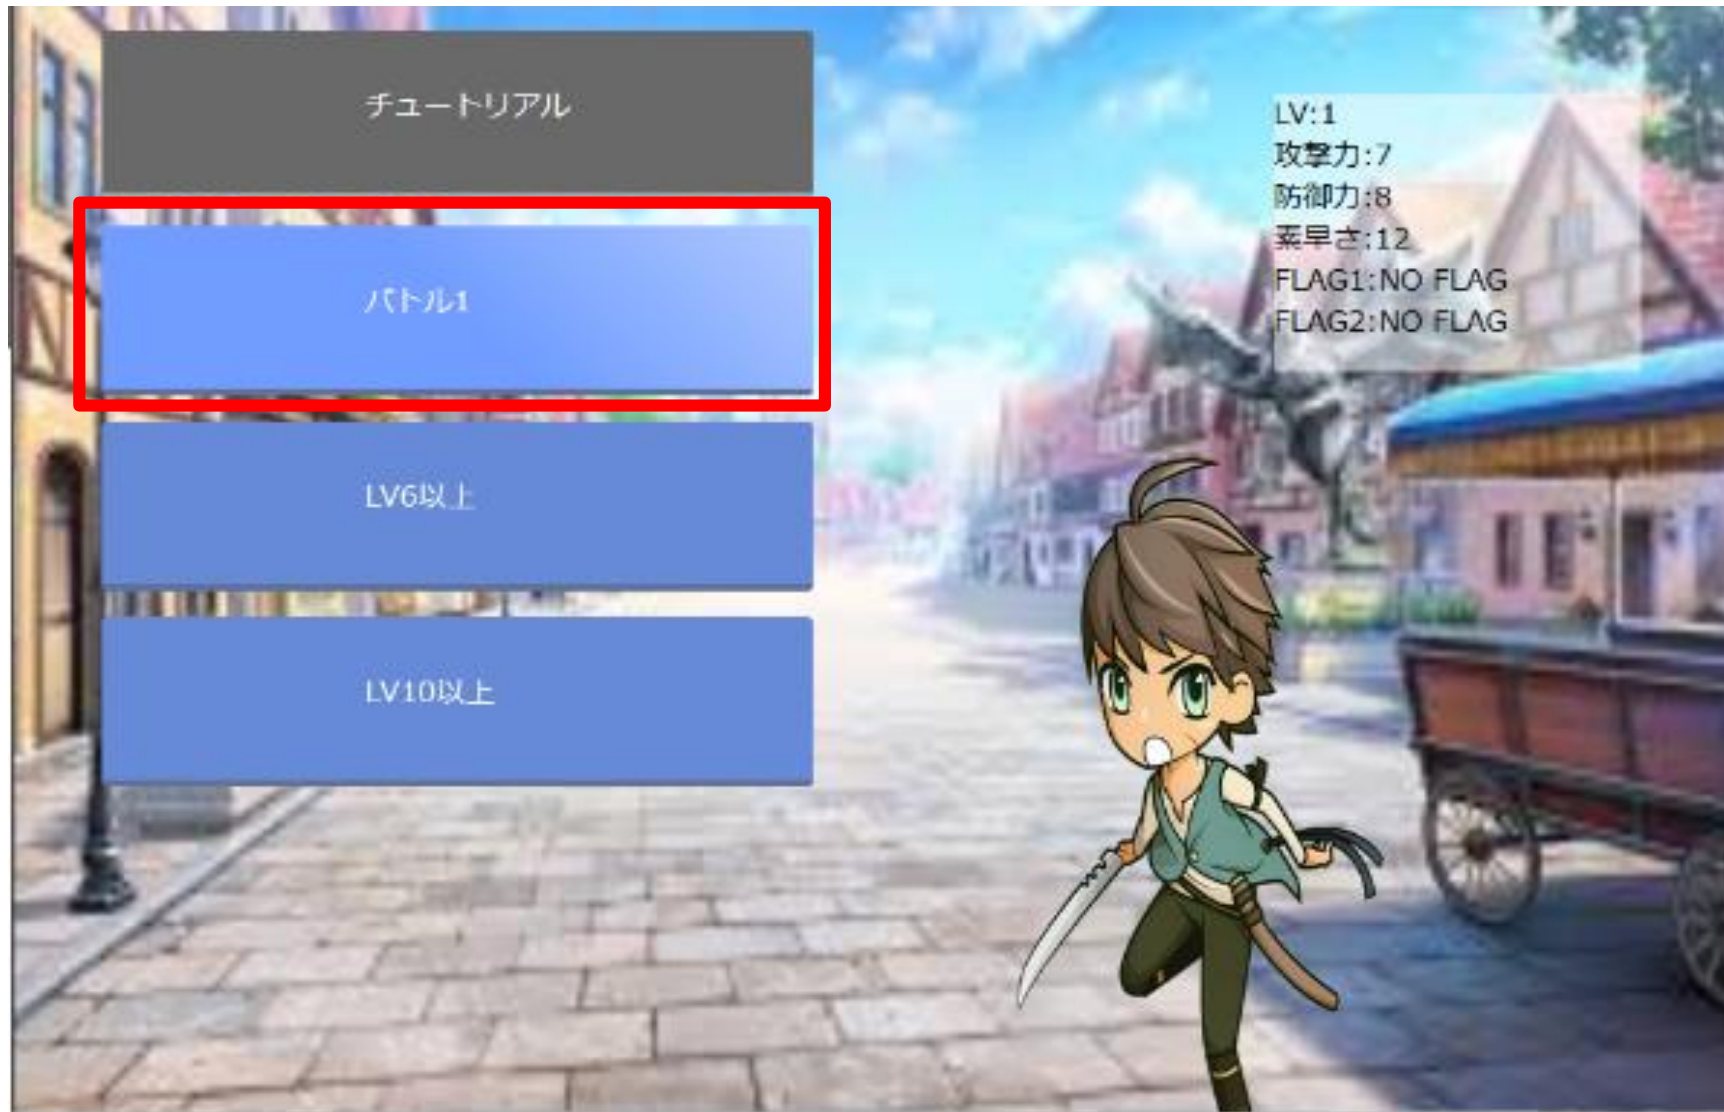 チュートリアル
バトル1
LV6以上
LV10以上
LV:1
攻撃力:7
防御力:8
素早さ:12
FLAG1:NO FLAG
FLAG2:NO FLAG